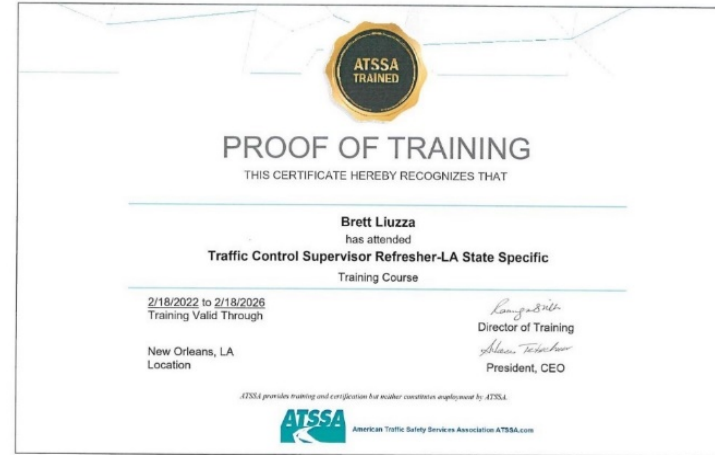 ATSSA
TRAINED
PROOF OF TRAINING
THIS CERTIFICATE HEREBY RECOGNIZES THAT
Brett Liuzza
has attended
Traffic Control Supervisor Refresher-LA State Specific
Training Course
2/18/2022 to 2/18/2026
Training Valid Through
Director of Training
New Orleans, LA
Location
President, CEO
ATSSA provides training and certification but neither constitutes employment by ATSSA.
ATSSA
American Traffic Safety Services Association ATSSA.com